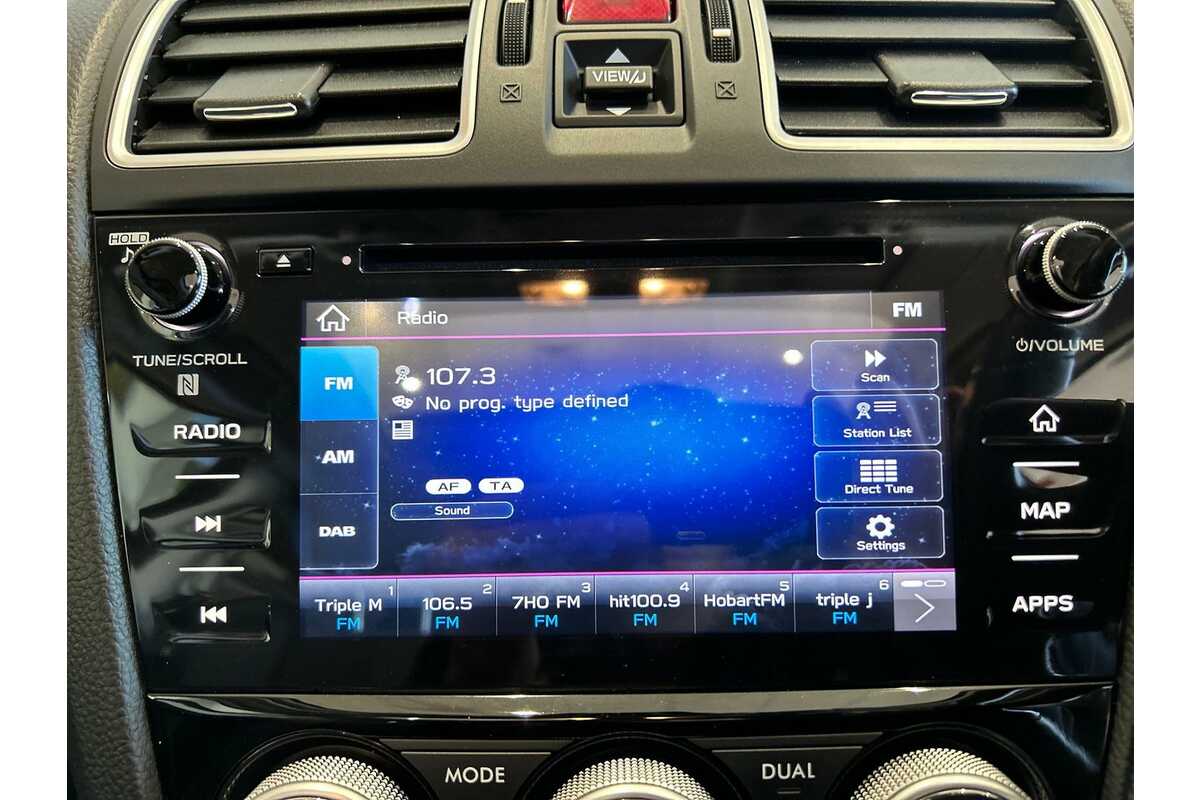 VIEW
HOLD
TUNE/SCROLL
RADIO
Radio
FM
FM
AM
DAB
107.3
No prog. type defined
AF TA
Sound
Scan
Station List
Direct Tune
Settings
1 2 3 4 5 6
Triple M 106.5 7HO FM hit100.9 HobartFM triple j
FM FM FM FM FM FM
/VOLUME
MAP
APPS
MODE DUAL